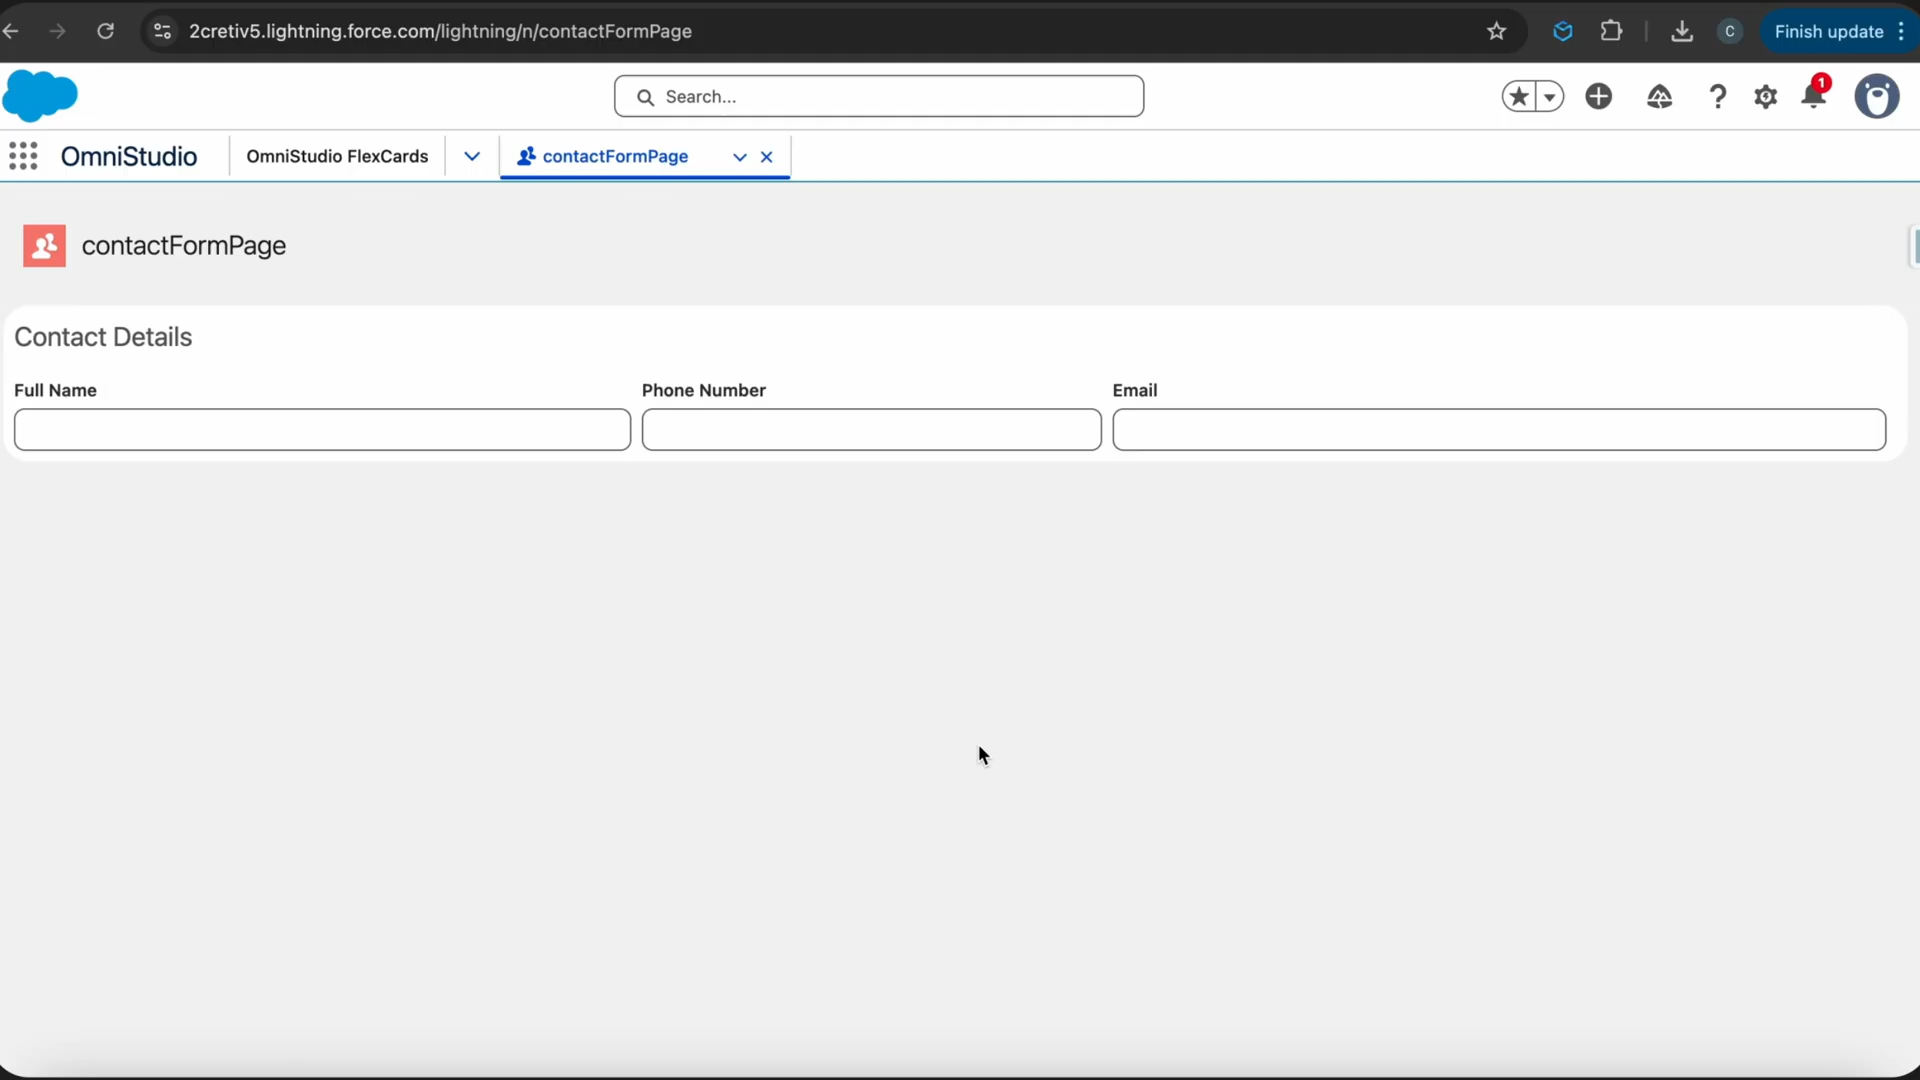 2cretiv5.lightning.force.com/lightning/n/contactFormPage
C
Finish update
Search...
1
OmniStudio
OmniStudio FlexCards
contactFormPage
contactFormPage
Contact Details
Full Name
Phone Number
Email